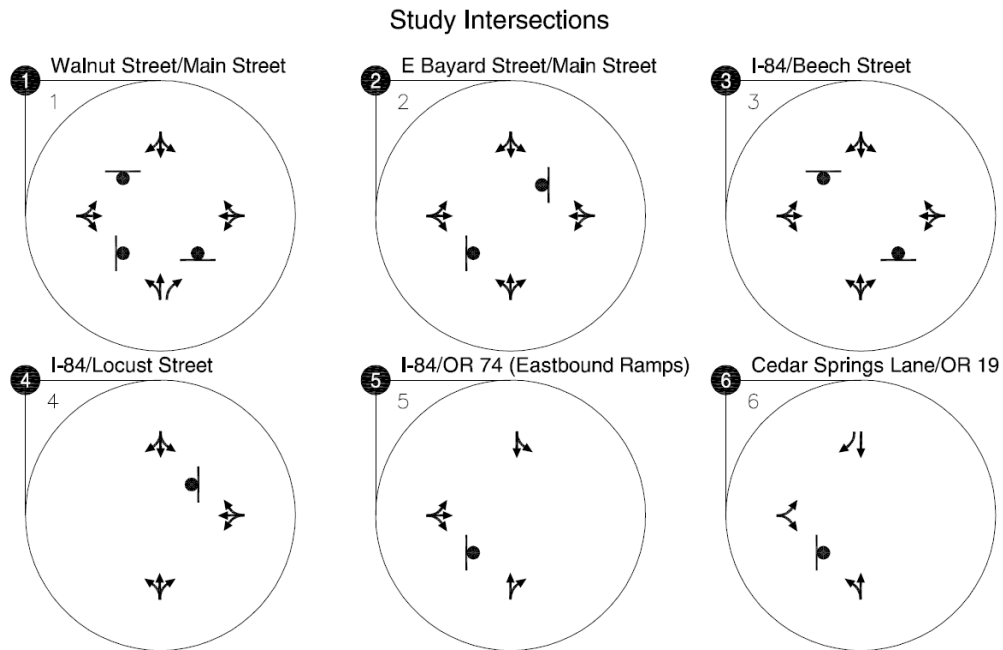 Study Intersections
1 Walnut Street/Main Street
1
2 E Bayard Street/Main Street
2
3 I-84/Beech Street
3
4 I-84/Locust Street
4
5 I-84/OR 74 (Eastbound Ramps)
5
6 Cedar Springs Lane/OR 19
6